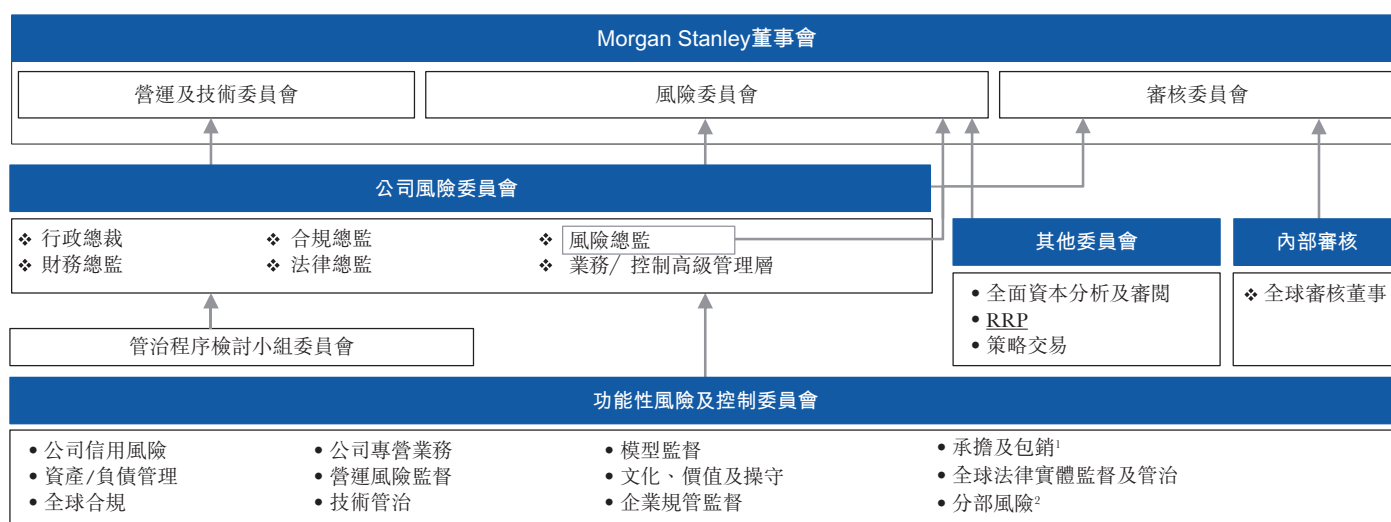 Morgan Stanley董事會
營運及技術委員會
風險委員會
審核委員會
公司風險委員會
❖ 行政總裁
❖ 財務總監
❖ 合規總監
❖ 法律總監
❖ 風險總監
❖ 業務/ 控制高級管理層
其他委員會
• 全面資本分析及審閱
• RRP
• 策略交易
內部審核
❖ 全球審核董事
管治程序檢討小組委員會
功能性風險及控制委員會
• 公司信用風險
• 資產/負債管理
• 全球合規
• 公司專營業務
• 營運風險監督
• 技術管治
• 模型監督
• 文化、價值及操守
• 企業規管監督
• 承擔及包銷¹
• 全球法律實體監督及管治
• 分部風險²